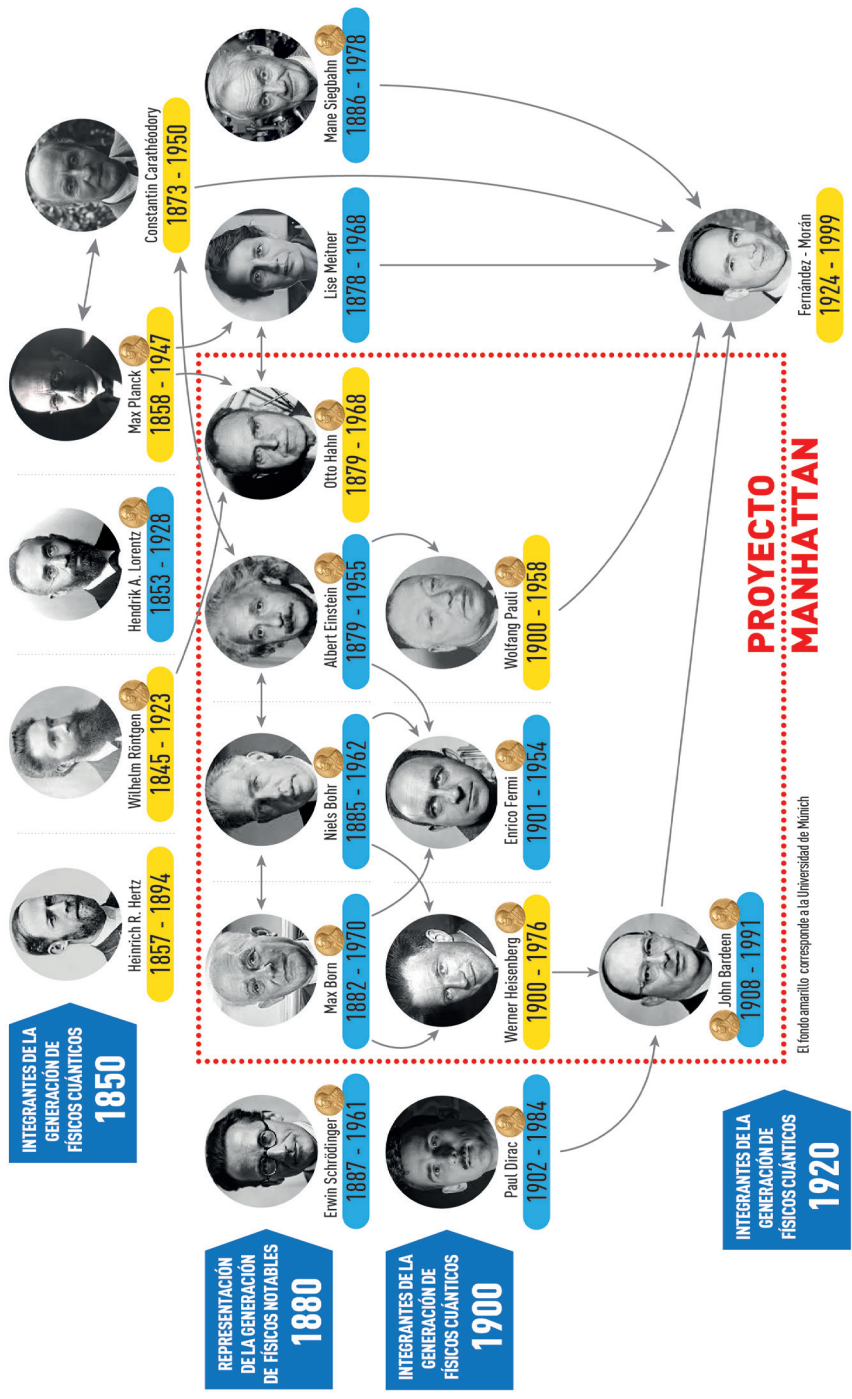 INTEGRANTES DE LA
GENERACIÓN DE
FÍSICOS CUÁNTICOS
1850
Heinrich R. Hertz
1857 - 1894
Wilhelm Röntgen
1845 - 1923
Hendrik A. Lorentz
1853 - 1928
Max Planck
1858 - 1947
Constantin Carathéodory
1873 - 1950
REPRESENTACIÓN
DE LA GENERACIÓN
DE FÍSICOS NOTABLES
1880
Erwin Schrödinger
1887 - 1961
Max Born
1882 - 1970
Niels Bohr
1885 - 1962
Albert Einstein
1879 - 1955
Otto Hahn
1879 - 1968
Lise Meitner
1878 - 1968
Mane Siegbahn
1886 - 1978
INTEGRANTES DE LA
GENERACIÓN DE
FÍSICOS CUÁNTICOS
1900
Paul Dirac
1902 - 1984
Werner Heisenberg
1900 - 1976
Enrico Fermi
1901 - 1954
Wolfang Pauli
1900 - 1958
INTEGRANTES DE LA
GENERACIÓN DE
FÍSICOS CUÁNTICOS
1920
John Bardeen
1908 - 1991
Fernández - Morán
1924 - 1999
PROYECTO
MANHATTAN
El fondo amarillo corresponde a la Universidad de Múnich